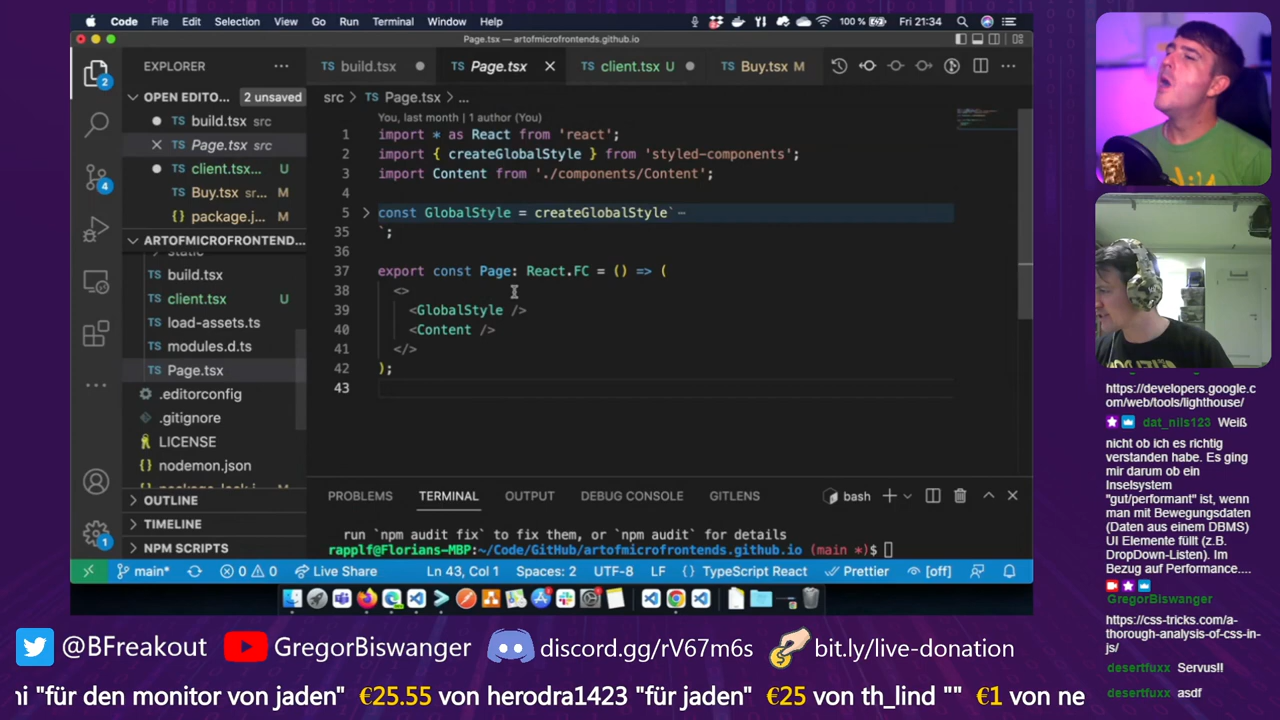 Code File Edit Selection View Go Run Terminal Window Help 100 % Fri 21:34
Page.tsx — artofmicrofrontends.github.io
EXPLORER
OPEN EDITO... 2 unsaved
build.tsx src
Page.tsx src
client.tsx... U
Buy.tsx sr... M
package.j... M
ARTOFMICROFRONTEND...
static
build.tsx
client.tsx U
load-assets.ts
modules.d.ts
Page.tsx
.editorconfig
.gitignore
LICENSE
nodemon.json
OUTLINE
TIMELINE
NPM SCRIPTS
2
4
1
build.tsx Page.tsx client.tsx U Buy.tsx M
src > Page.tsx > ...
You, last month | 1 author (You)
1 import * as React from 'react';
2 import { createGlobalStyle } from 'styled-components';
3 import Content from './components/Content';
4
5 const GlobalStyle = createGlobalStyle`
35 `;
36
37 export const Page: React.FC = () => (
38 <>
39 <GlobalStyle />
40 <Content />
41 </>
42 );
43
PROBLEMS TERMINAL OUTPUT DEBUG CONSOLE GITLENS bash
run `npm audit fix` to fix them, or `npm audit` for details
rapplf@Florians-MBP:~/Code/GitHub/artofmicrofrontends.github.io (main *)$
main* 0 0 Live Share Ln 43, Col 1 Spaces: 2 UTF-8 LF {} TypeScript React Prettier [off]
https://developers.google.c
om/web/tools/lighthouse/
dat_nils123 Weiß
nicht ob ich es richtig
verstanden habe. Es ging
mir darum ob ein
Inselsystem
"gut/performant" ist, wenn
man mit Bewegungsdaten
(Daten aus einem DBMS)
UI Elemente füllt (z.B.
DropDown-Listen). Im
Bezug auf Performance....
GregorBiswanger
https://css-tricks.com/a-
thorough-analysis-of-css-in-
js/
desertfuxx Servus!!
desertfuxx asdf
@BFreakout GregorBiswanger discord.gg/rV67m6s bit.ly/live-donation
"für den monitor von jaden" €25.55 von herodra1423 "für jaden" €25 von th_lind "" €1 von ne